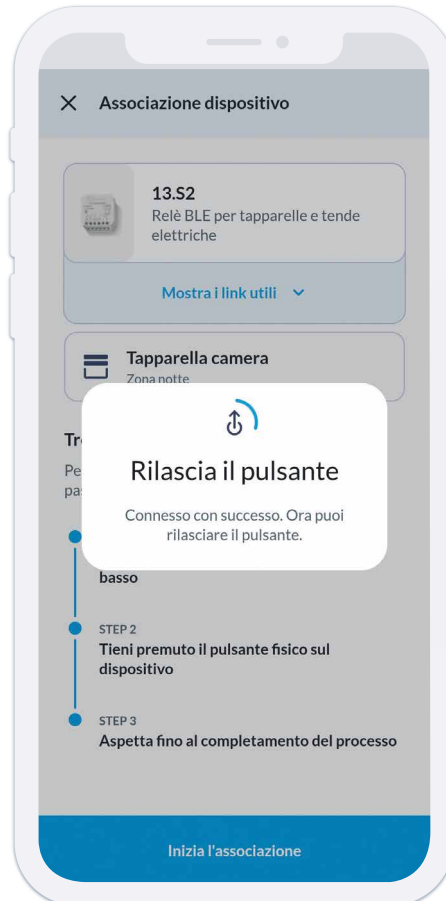 Associazione dispositivo
13.S2
Relè BLE per tapparelle e tende
elettriche
Mostra i link utili
Tapparella camera
Zona notte
Rilascia il pulsante
Connesso con successo. Ora puoi
rilasciare il pulsante.
basso
STEP 2
Tieni premuto il pulsante fisico sul
dispositivo
STEP 3
Aspetta fino al completamento del processo
Inizia l'associazione